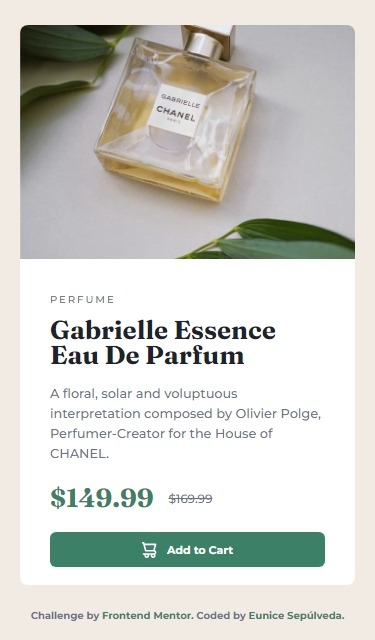 GABRIELLE
CHANEL
PARIS
PERFUME
Gabrielle Essence
Eau De Parfum
A floral, solar and voluptuous
interpretation composed by Olivier Polge,
Perfumer-Creator for the House of
CHANEL.
$149.99 $169.99
Add to Cart
Challenge by Frontend Mentor. Coded by Eunice Sepúlveda.